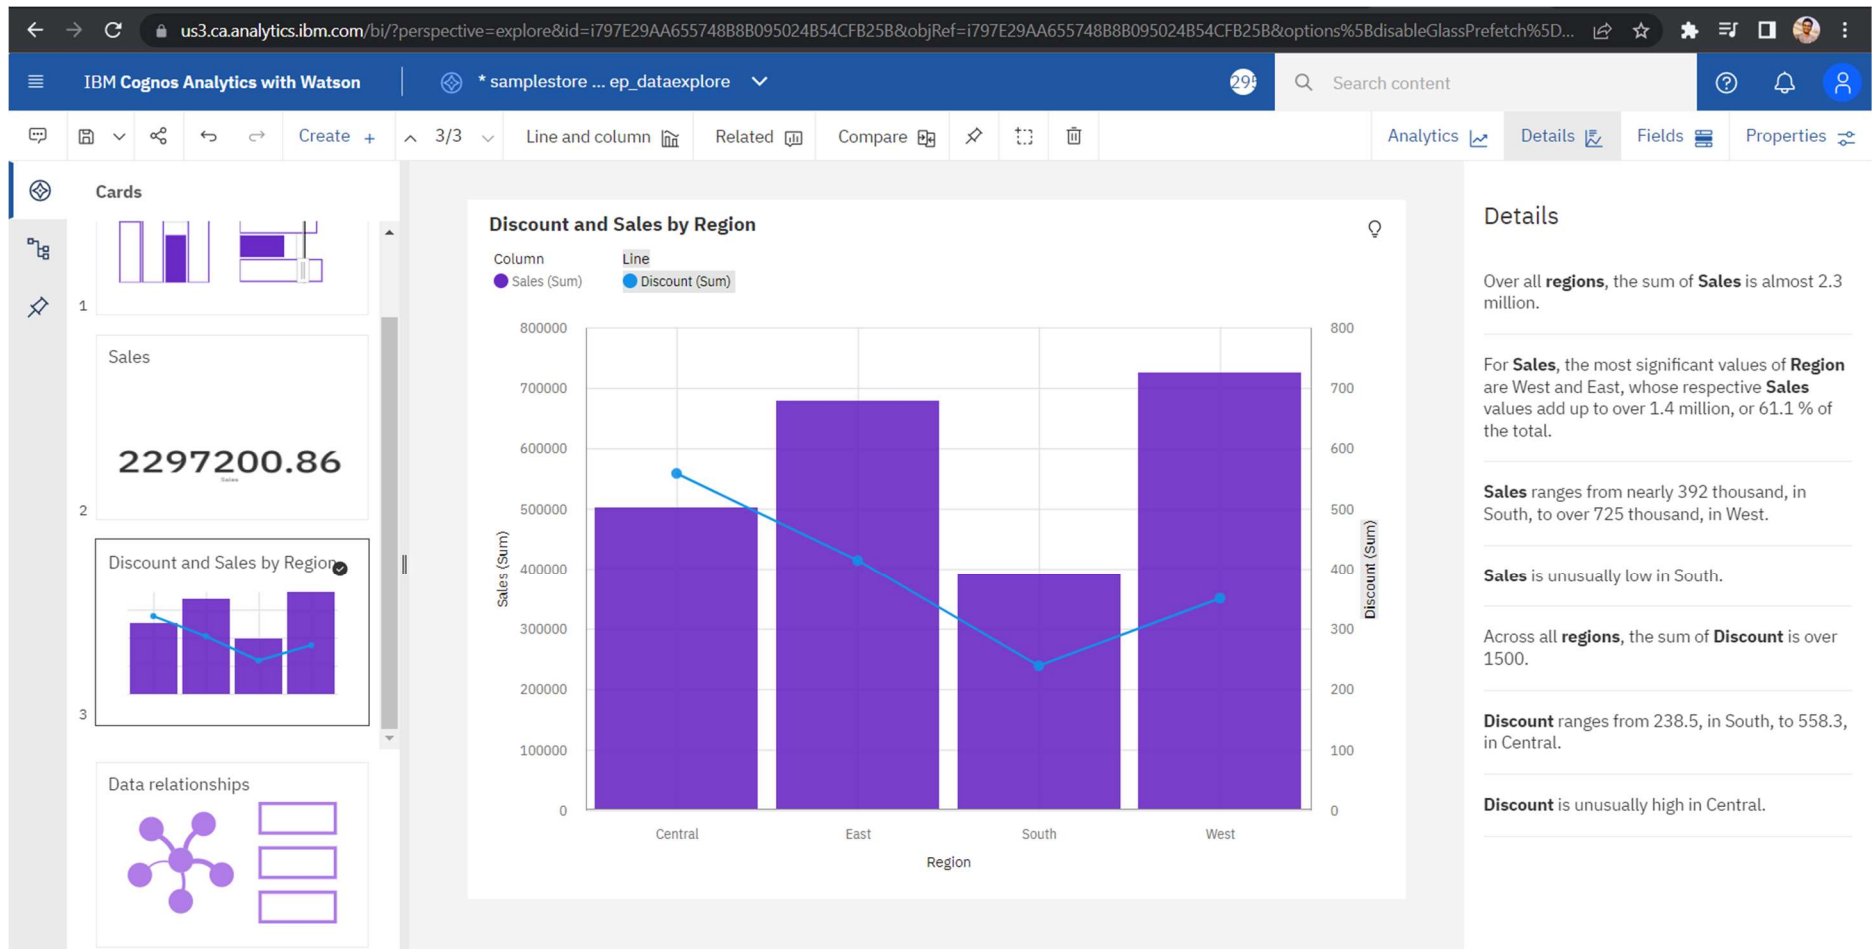 us3.ca.analytics.ibm.com/bi/?perspective=explore&id=i797E29AA655748B8B095024B54CFB25B&objRef=i797E29AA655748B8B095024B54CFB25B&options%5BdisableGlassPrefetch%5D...
IBM Cognos Analytics with Watson
* samplestore ... ep_dataexplore
295
Search content
Create +
3/3
Line and column
Related
Compare
Analytics
Details
Fields
Properties
Cards
1
Sales
2297200.86
Sales
2
Discount and Sales by Region
3
Data relationships
Discount and Sales by Region
Column
Line
Sales (Sum)
Discount (Sum)
800000
700000
600000
500000
400000
300000
200000
100000
0
Sales (Sum)
800
700
600
500
400
300
200
100
0
Discount (Sum)
Central
East
South
West
Region
Details
Over all regions, the sum of Sales is almost 2.3
million.
For Sales, the most significant values of Region
are West and East, whose respective Sales
values add up to over 1.4 million, or 61.1 % of
the total.
Sales ranges from nearly 392 thousand, in
South, to over 725 thousand, in West.
Sales is unusually low in South.
Across all regions, the sum of Discount is over
1500.
Discount ranges from 238.5, in South, to 558.3,
in Central.
Discount is unusually high in Central.